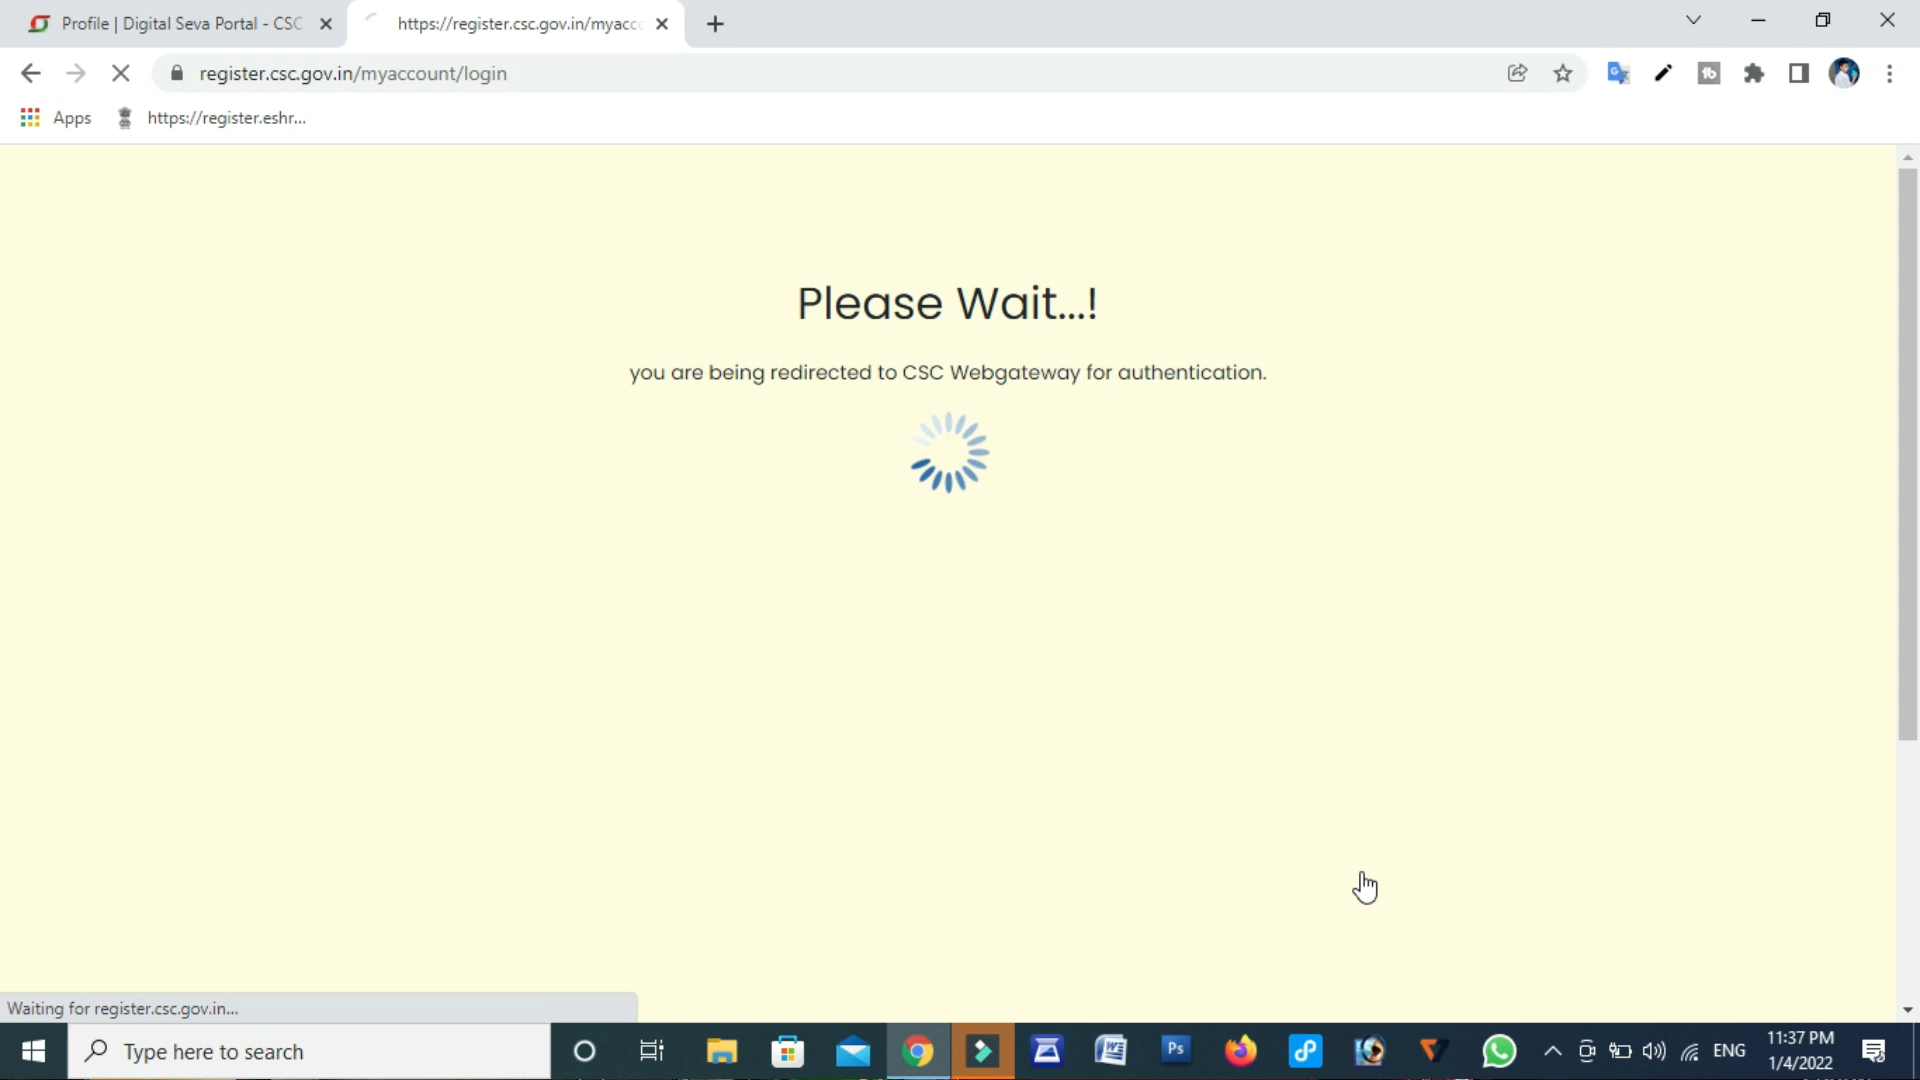 Profile | Digital Seva Portal - CSC
https://register.csc.gov.in/myacc
register.csc.gov.in/myaccount/login
Apps
https://register.eshr...
Please Wait...!
you are being redirected to CSC Webgateway for authentication.
Waiting for register.csc.gov.in...
Type here to search
Ps
ENG
11:37 PM
1/4/2022